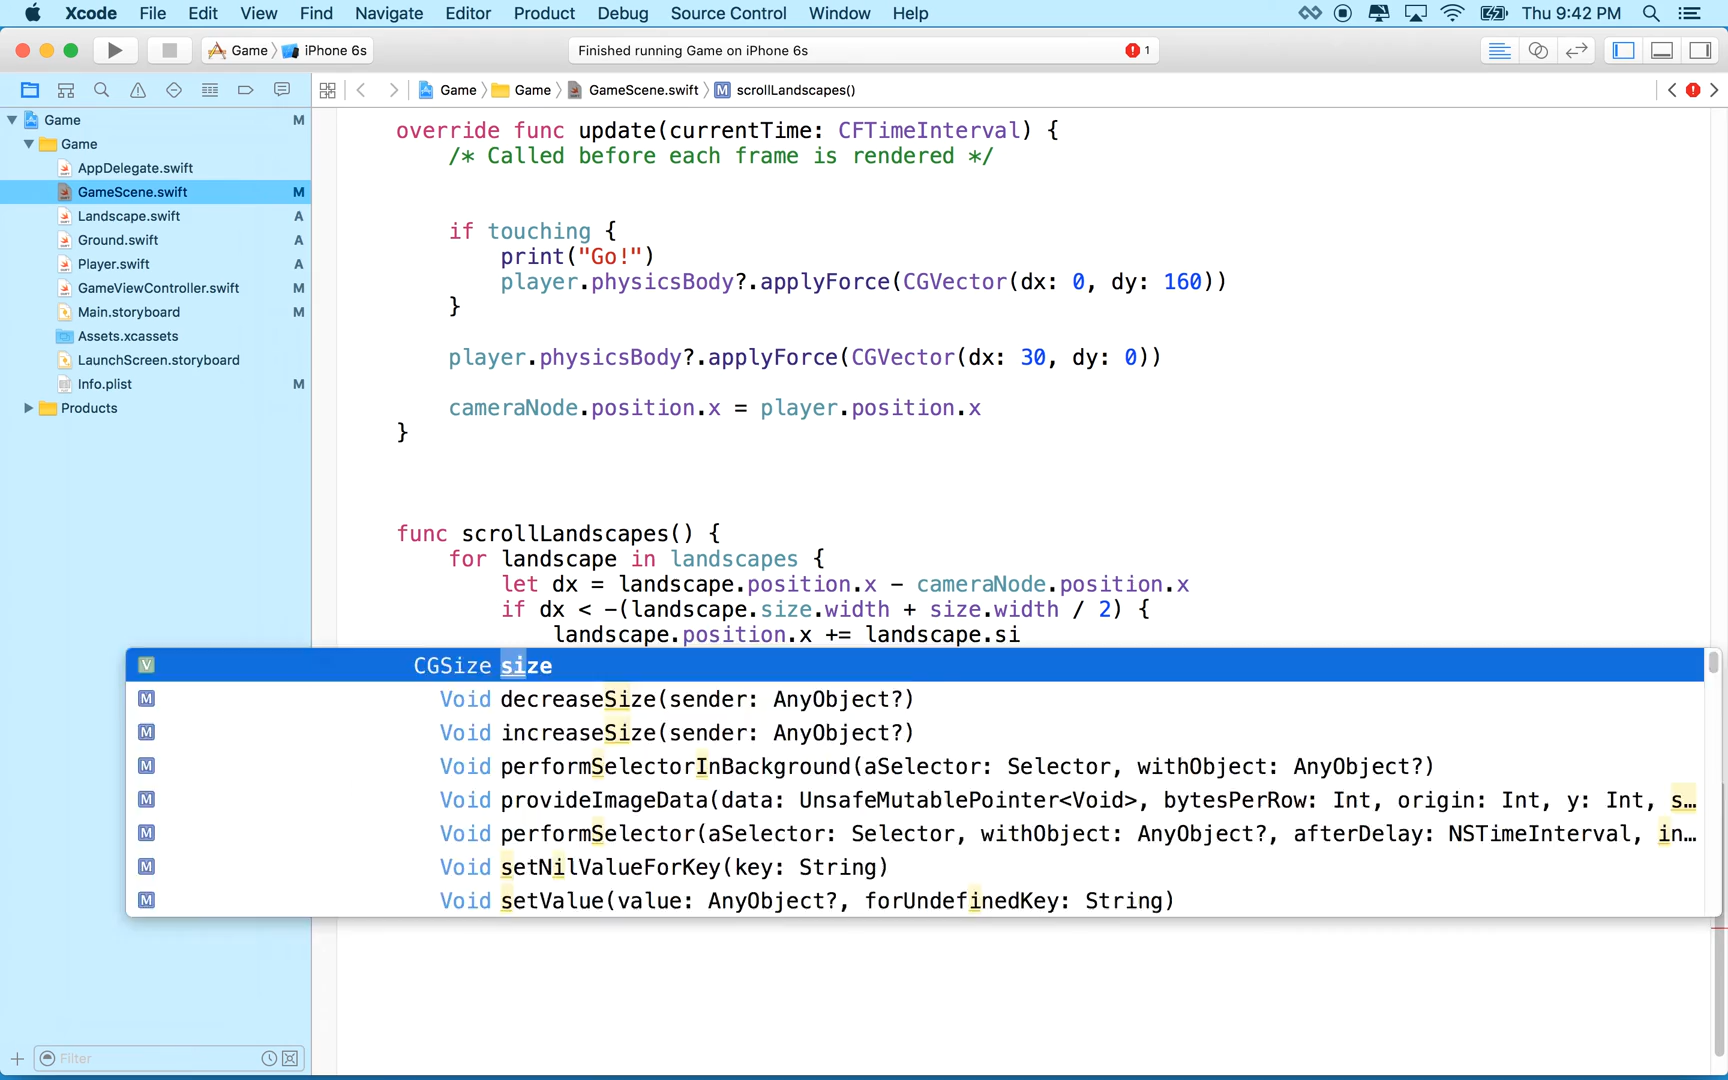 Xcode File Edit View Find Navigate Editor Product Debug Source Control Window Help Thu 9:42 PM
Game iPhone 6s Finished running Game on iPhone 6s 1
Game Game GameScene.swift M scrollLandscapes()
Game M
Game
AppDelegate.swift
GameScene.swift M
Landscape.swift A
Ground.swift A
Player.swift A
GameViewController.swift M
Main.storyboard M
Assets.xcassets
LaunchScreen.storyboard
Info.plist M
Products
Filter
override func update(currentTime: CFTimeInterval) {
/* Called before each frame is rendered */
if touching {
print("Go!")
player.physicsBody?.applyForce(CGVector(dx: 0, dy: 160))
}
player.physicsBody?.applyForce(CGVector(dx: 30, dy: 0))
cameraNode.position.x = player.position.x
}
func scrollLandscapes() {
for landscape in landscapes {
let dx = landscape.position.x - cameraNode.position.x
if dx < -(landscape.size.width + size.width / 2) {
landscape.position.x += landscape.si
V CGSize size
M Void decreaseSize(sender: AnyObject?)
M Void increaseSize(sender: AnyObject?)
M Void performSelectorInBackground(aSelector: Selector, withObject: AnyObject?)
M Void provideImageData(data: UnsafeMutablePointer<Void>, bytesPerRow: Int, origin: Int, y: Int, s…
M Void performSelector(aSelector: Selector, withObject: AnyObject?, afterDelay: NSTimeInterval, in…
M Void setNilValueForKey(key: String)
M Void setValue(value: AnyObject?, forUndefinedKey: String)